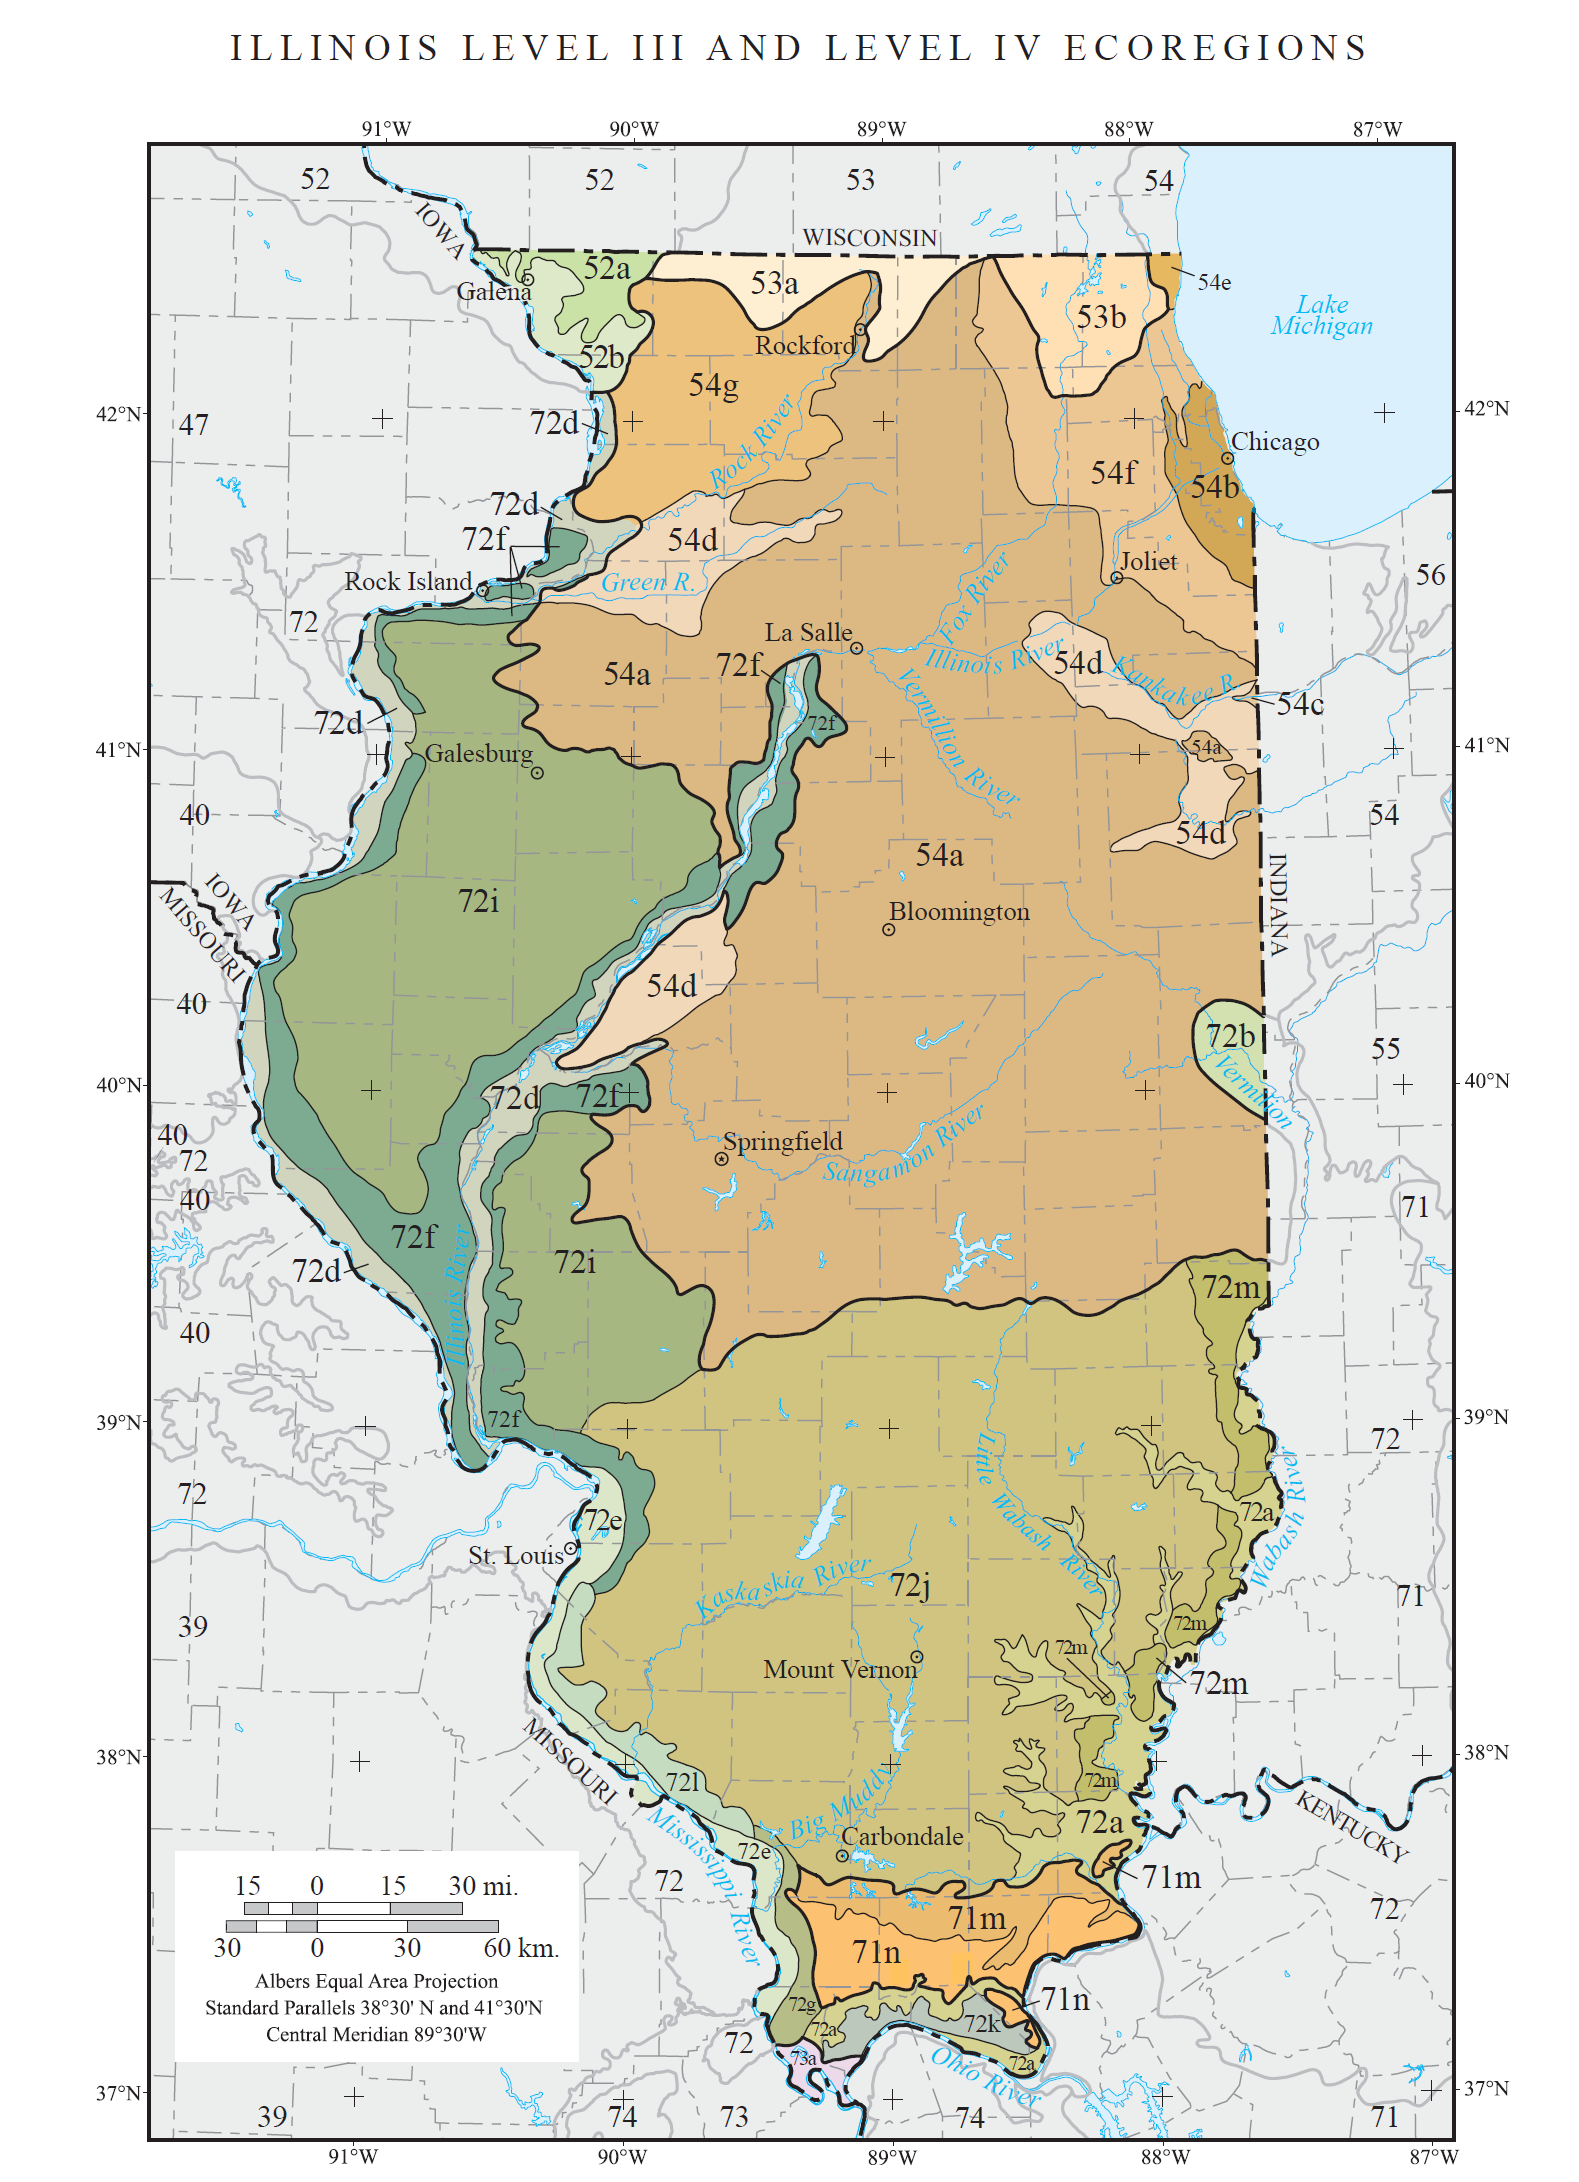 ILLINOIS LEVEL III AND LEVEL IV ECOREGIONS
91°W 90°W 89°W 88°W 87°W
52 52 53 54
IOWA
WISCONSIN
52a
Galena
53a
54e
Lake
Michigan
53b
Rockford
52b
54g
42°N
42°N
47
72d
Rock River
Chicago
54f
54b
72d
72f
54d
Joliet
56
Rock Island
Green R.
Fox River
72
La Salle
Illinois River
54a
72f
54d
Kankakee R.
54c
72d
72f
Vermillion River
54a
41°N
41°N
Galesburg
40
54
54d
54a
INDIANA
IOWA
MISSOURI
72i
Bloomington
40
54d
72b
55
Vermilion
40°N
40°N
72d
72f
40
72
40
Springfield
Sangamon River
71
72f
Illinois River
72i
72d
72m
40
39°N
39°N
72f
72
Little Wabash River
72
72a
Wabash River
72e
St. Louis
Kaskaskia River
72j
71
39
72m
72m
Mount Vernon
72m
MISSOURI
38°N
38°N
72l
72m
KENTUCKY
Mississippi River
Big Muddy
72a
72e
Carbondale
71m
72
72
71m
71n
71n
72g
72a
72k
72
73a
72a
Ohio River
37°N
37°N
39
74
73
74
71
15 0 15 30 mi.
30 0 30 60 km.
Albers Equal Area Projection
Standard Parallels 38°30' N and 41°30'N
Central Meridian 89°30'W
91°W 90°W 89°W 88°W 87°W